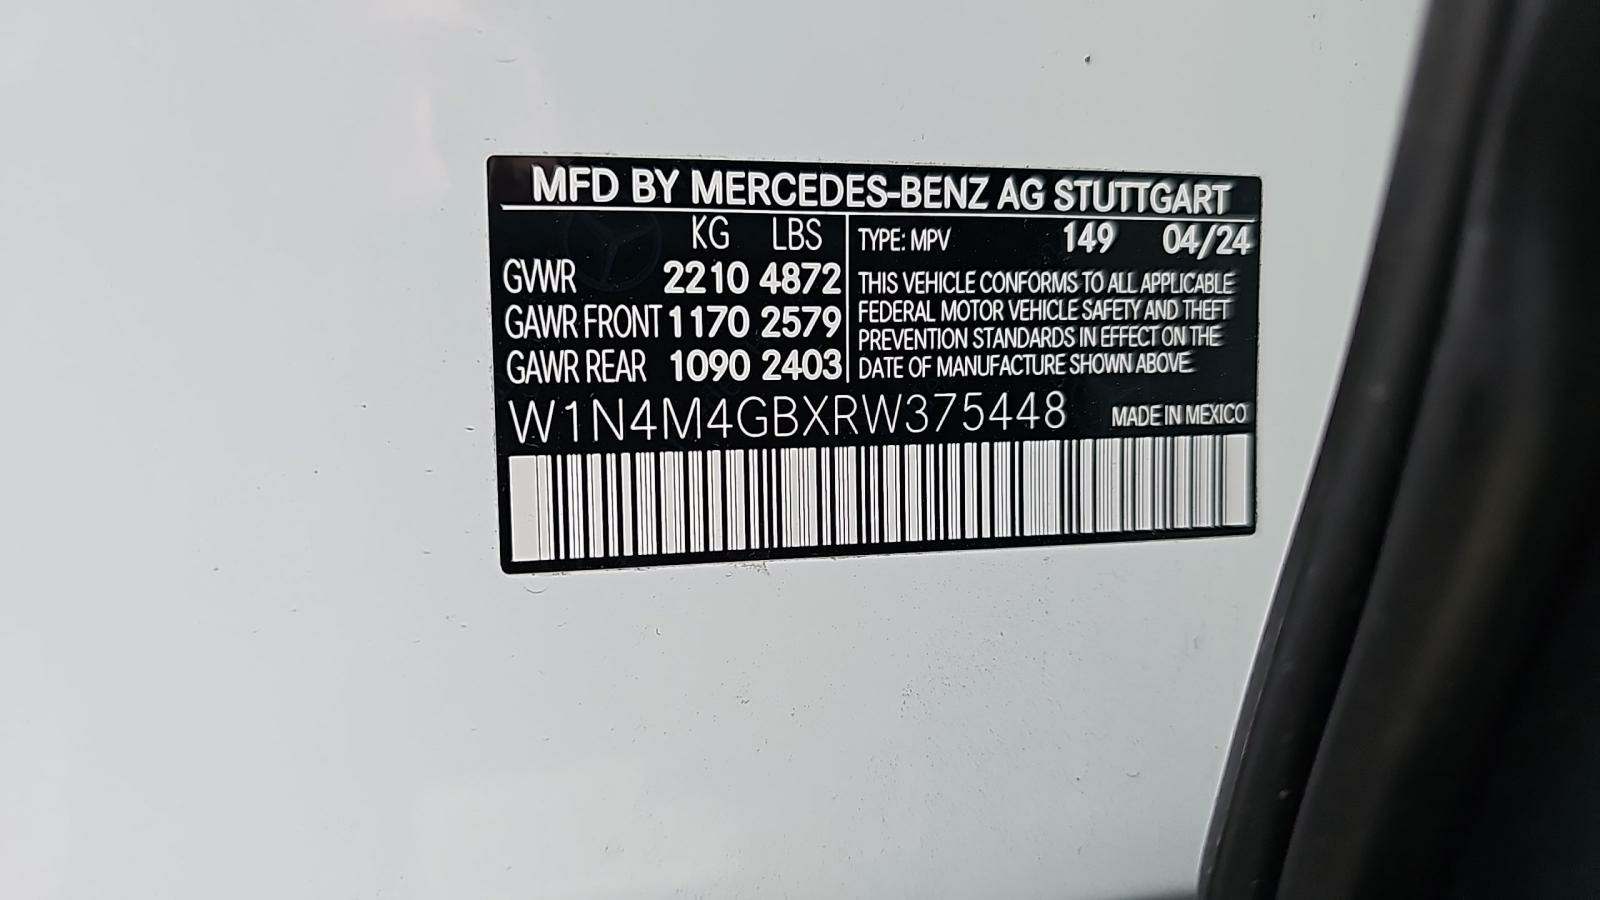 MFD BY MERCEDES-BENZ AG STUTTGART
KG LBS
GVWR 2210 4872
GAWR FRONT 1170 2579
GAWR REAR 1090 2403
TYPE: MPV 149 04/24
THIS VEHICLE CONFORMS TO ALL APPLICABLE
FEDERAL MOTOR VEHICLE SAFETY AND THEFT
PREVENTION STANDARDS IN EFFECT ON THE
DATE OF MANUFACTURE SHOWN ABOVE.
W1N4M4GBXRW375448 MADE IN MEXICO